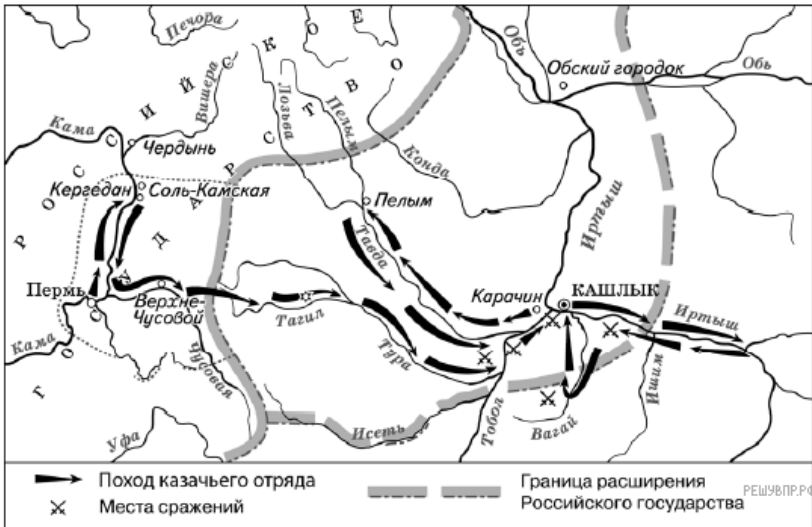 Печора
РОССИЙСКОЕ
ГОСУДАРСТВО
Вишера
Лозьва
Пелым
Обь
Обский городок
Обь
Кама
Чердынь
Конда
Кергедан
Соль-Камская
Пелым
Иртыш
Тавда
Пермь
Верхне-
Чусовой
Карачин
КАШЛЫК
Иртыш
Тагил
Кама
Чусовая
Тура
Ишим
Уфа
Исеть
Тобол
Вагай
Поход казачьего отряда
Места сражений
Граница расширения
Российского государства
РЕШУВПР.РФ